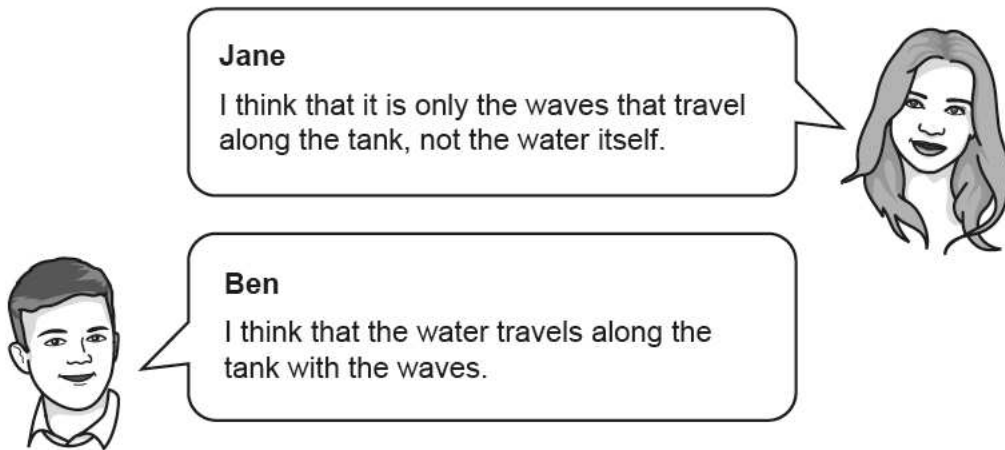 Jane
I think that it is only the waves that travel
along the tank, not the water itself.
Ben
I think that the water travels along the
tank with the waves.